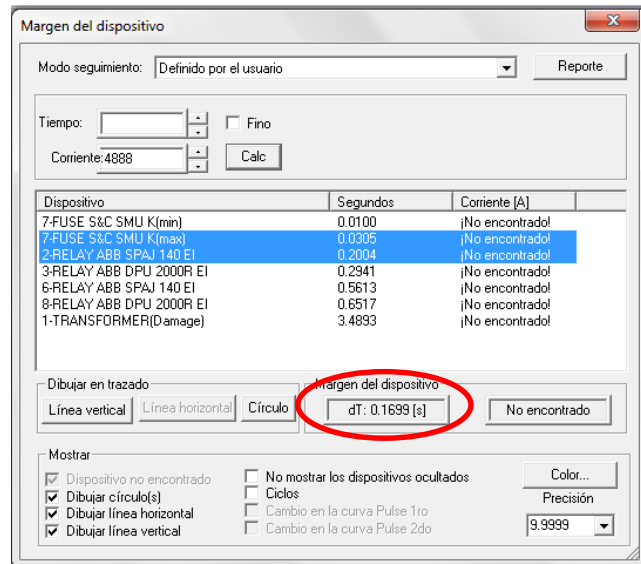 Margen del dispositivo
Modo seguimiento: Definido por el usuario Reporte
Tiempo: Fino
Corriente: 4888 Calc
Dispositivo Segundos Corriente [A]
7-FUSE S&C SMU K(min) 0.0100 ¡No encontrado!
7-FUSE S&C SMU K(max) 0.0305 ¡No encontrado!
2-RELAY ABB SPAJ 140 EI 0.2004 ¡No encontrado!
3-RELAY ABB DPU 2000R EI 0.2941 ¡No encontrado!
6-RELAY ABB SPAJ 140 EI 0.5613 ¡No encontrado!
8-RELAY ABB DPU 2000R EI 0.6517 ¡No encontrado!
1-TRANSFORMER(Damage) 3.4893 ¡No encontrado!
Dibujar en trazado Margen del dispositivo
Línea vertical Línea horizontal Círculo dT: 0.1699 [s] No encontrado
Mostrar
Dispositivo no encontrado No mostrar los dispositivos ocultados Color...
Dibujar círculo(s) Ciclos Precisión
Dibujar línea horizontal Cambio en la curva Pulse 1ro 9.9999
Dibujar línea vertical Cambio en la curva Pulse 2do